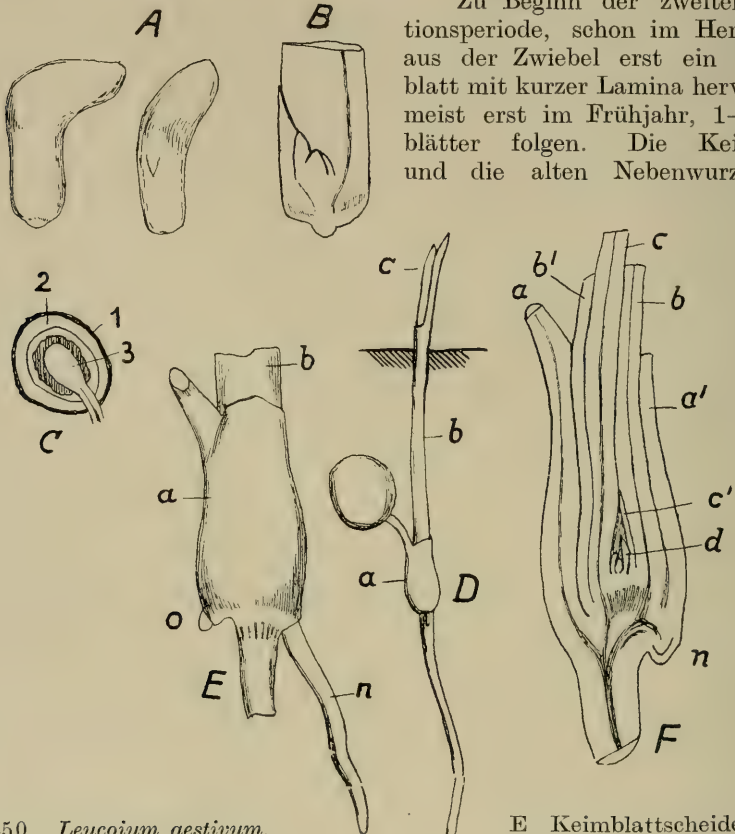 Zu Beginn der zweiten
tionsperiode, schon im Her
aus der Zwiebel erst ein
blatt mit kurzer Lamina herv
meist erst im Frühjahr, 1–
blätter folgen. Die Kei
und die alten Nebenwurz
A
B
C
2
1
3
C
b
a
o
E
n
c
b
a
D
a
b'
c
b
a'
c'
d
n
F
50 Leucoium aestivum
E Keimblattscheide